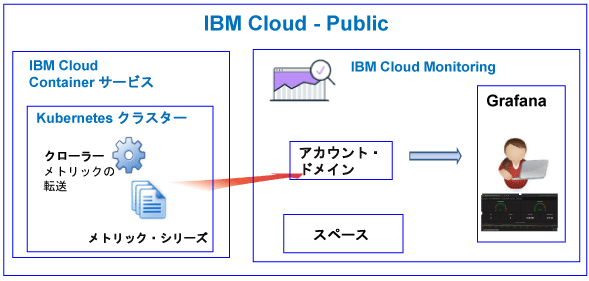 IBM Cloud - Public
IBM Cloud
Container サービス
Kubernetes クラスター
クローラー
メトリックの
転送
メトリック・シリーズ
IBM Cloud Monitoring
アカウント・
ドメイン
スペース
Grafana